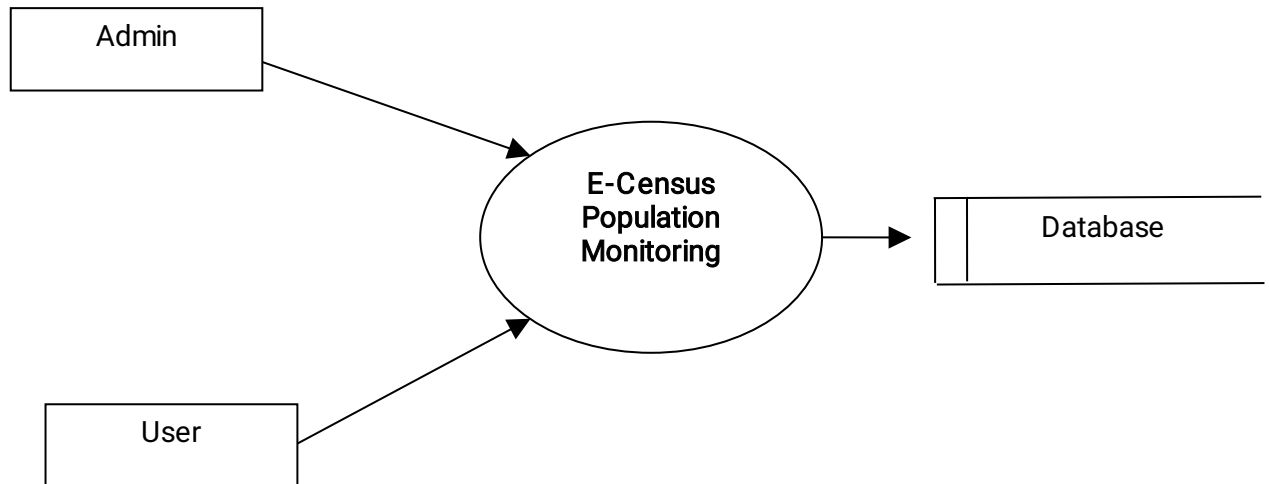 Admin
E-Census
Population
Monitoring
Database
User